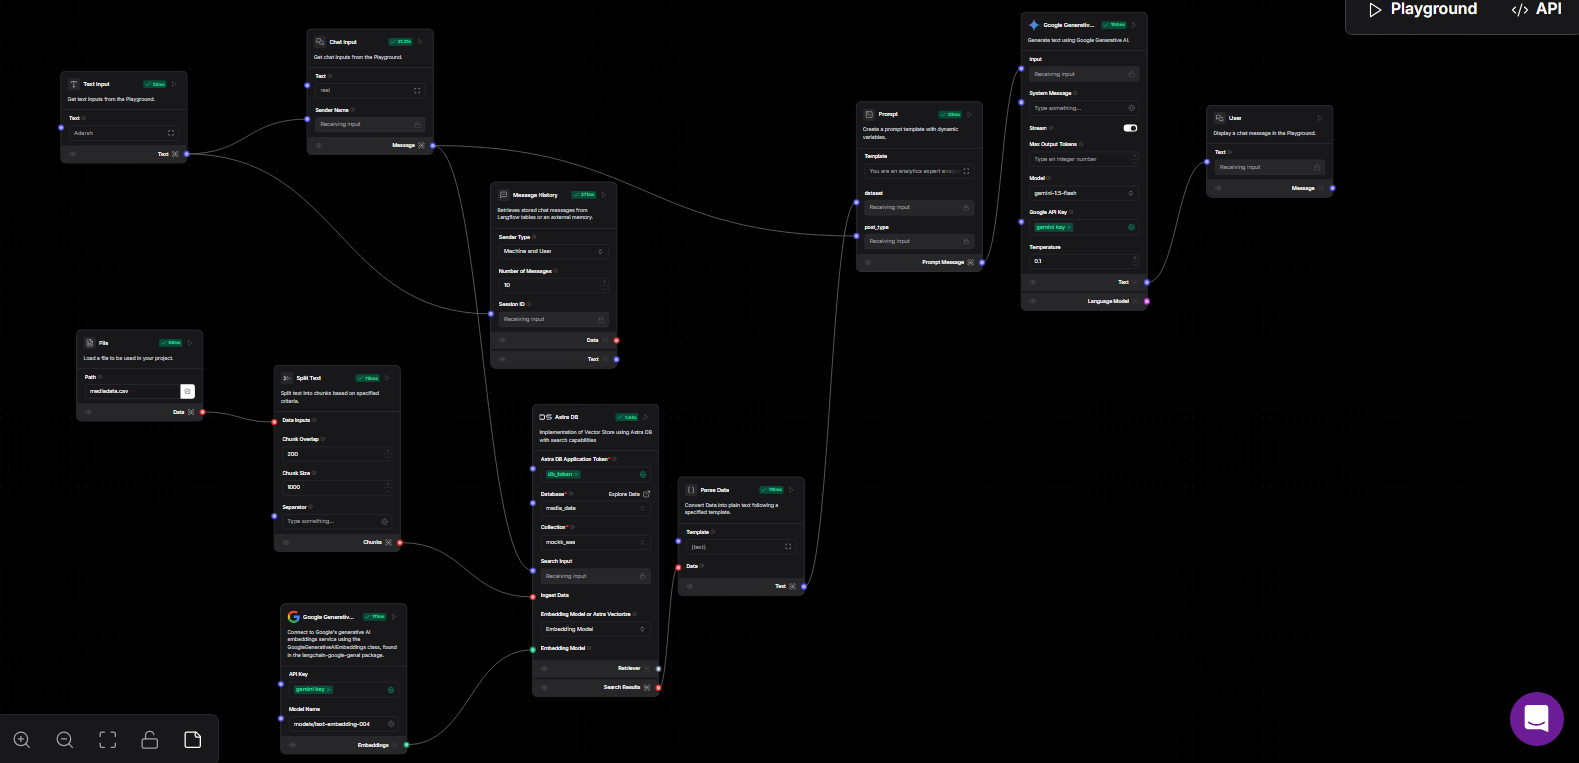 Playground
API
Text Input
22ms
Get text inputs from the Playground.
Text
Adarsh
Text
Chat Input
Get chat inputs from the Playground.
Text
reel
Sender Name
Receiving input
Message
Message History
Retrieves stored chat messages from
Langflow tables or an external memory.
Sender Type
Machine and User
Number of Messages
10
Session ID
Receiving input
Data
Text
File
Load a file to be used in your project.
Path
mediadata.csv
Data
Split Text
Split text into chunks based on specified
criteria.
Data Inputs
Chunk Overlap
200
Chunk Size
1000
Separator
Type something...
Chunks
Google Generativ...
Connect to Google's generative AI
embeddings service using the
GoogleGenerativeAIEmbeddings class, found
in the langchain-google-genai package.
API Key
gemini key ×
Model Name
models/text-embedding-004
Embeddings
Astra DB
Implementation of Vector Store using Astra DB
with search capabilities
Astra DB Application Token*
db_token ×
Database*
Explore Data
media_data
Collection*
Search Input
Receiving input
Ingest Data
Embedding Model or Astra Vectorize
Embedding Model
Embedding Model
Retriever
Search Results
Parse Data
Convert Data into plain text following a
specified template.
Template
{text}
Data
Text
Prompt
Create a prompt template with dynamic
variables.
Template
You are an analytics expert
dataset
Receiving input
post_type
Receiving input
Prompt Message
Google Generativ...
Generate text using Google Generative AI.
Input
Receiving input
System Message
Type something...
Stream
Max Output Tokens
Type an integer number
Model
gemini-1.5-flash
Google API Key
gemini key ×
Temperature
0.1
Text
Language Model
User
Display a chat message in the Playground.
Text
Receiving input
Message